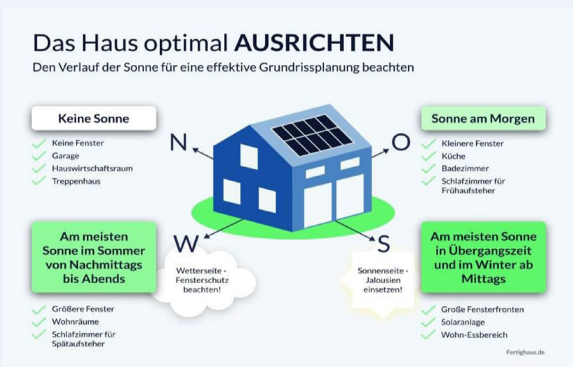 Das Haus optimal AUSRICHTEN
Den Verlauf der Sonne für eine effektive Grundrissplanung beachten
Keine Sonne
Keine Fenster
Garage
Hauswirtschaftsraum
Treppenhaus
N
O
Sonne am Morgen
Kleinere Fenster
Küche
Badezimmer
Schlafzimmer für
Frühaufsteher
Am meisten
Sonne im Sommer
von Nachmittags
bis Abends
Größere Fenster
Wohnräume
Schlafzimmer für
Spätaufsteher
W
Wetterseite -
Fensterschutz
beachten!
S
Sonnenseite -
Jalousien
einsetzen!
Am meisten Sonne
in Übergangszeit
und im Winter ab
Mittags
Große Fensterfronten
Solaranlage
Wohn-Essbereich
Fertighaus.de